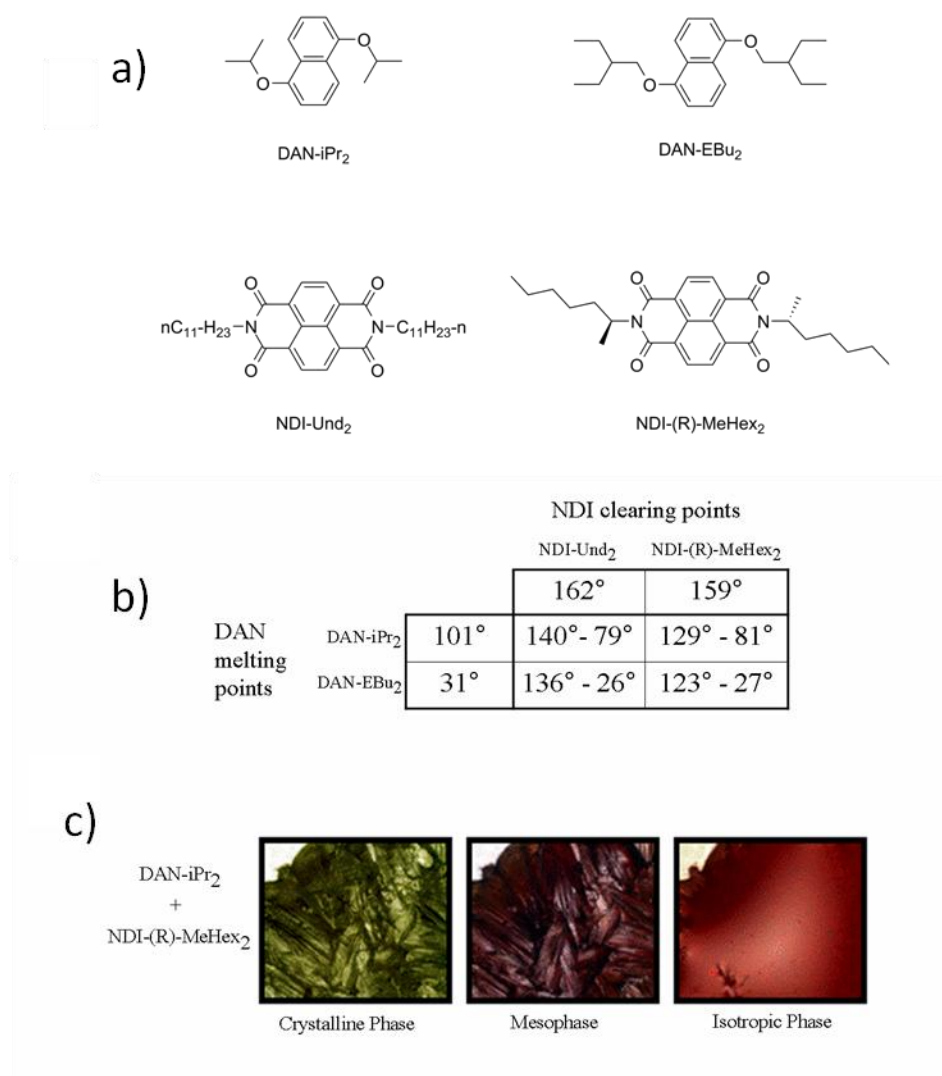 a)
DAN-iPr2
DAN-EBu2
O
O
O
O
O
O
O
O
nC11-H23
N
N
C11H23-n
O
O
N
N
O
O
NDI-Und2
NDI-(R)-MeHex2
NDI clearing points
NDI-Und2 NDI-(R)-MeHex2
b)
162° 159°
DAN
melting
points
DAN-iPr2 101° 140°- 79° 129° - 81°
DAN-EBu2 31° 136° - 26° 123° - 27°
c)
DAN-iPr2
+
NDI-(R)-MeHex2
Crystalline Phase Mesophase Isotropic Phase